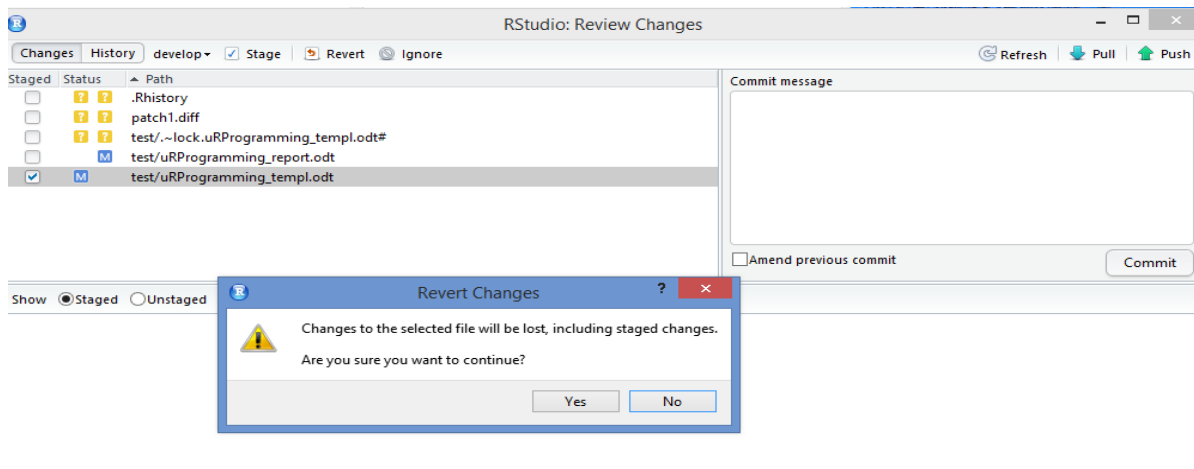 RStudio: Review Changes
Changes History develop Stage Revert Ignore Refresh Pull Push
Staged Status Path
? ? .Rhistory
? ? patch1.diff
? ? test/.~lock.uRProgramming_templ.odt#
M test/uRProgramming_report.odt
M test/uRProgramming_templ.odt
Commit message
Amend previous commit Commit
Show Staged Unstaged
R Revert Changes ?
Changes to the selected file will be lost, including staged changes.
Are you sure you want to continue?
Yes No